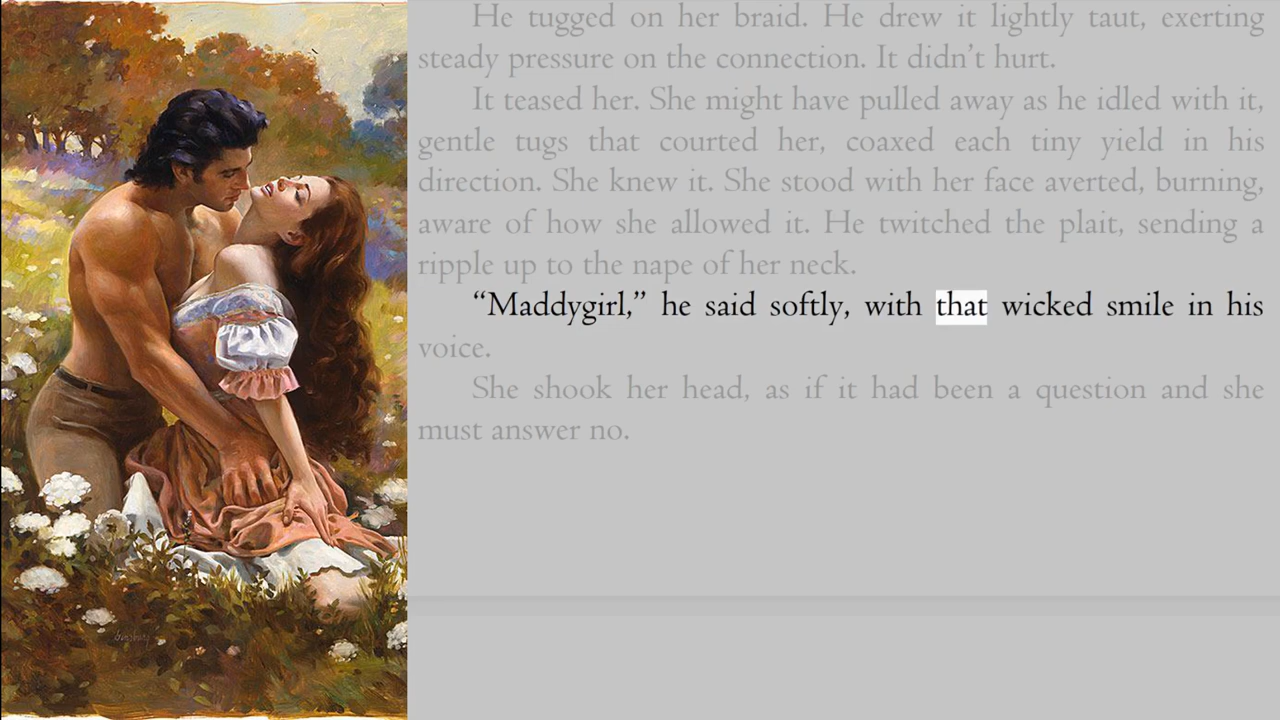 He tugged on her braid. He drew it lightly taut, exerting
steady pressure on the connection. It didn’t hurt.
It teased her. She might have pulled away as he idled with it,
gentle tugs that courted her, coaxed each tiny yield in his
direction. She knew it. She stood with her face averted, burning,
aware of how she allowed it. He twitched the plait, sending a
ripple up to the nape of her neck.
“Maddygirl,” he said softly, with that wicked smile in his
voice.
She shook her head, as if it had been a question and she
must answer no.